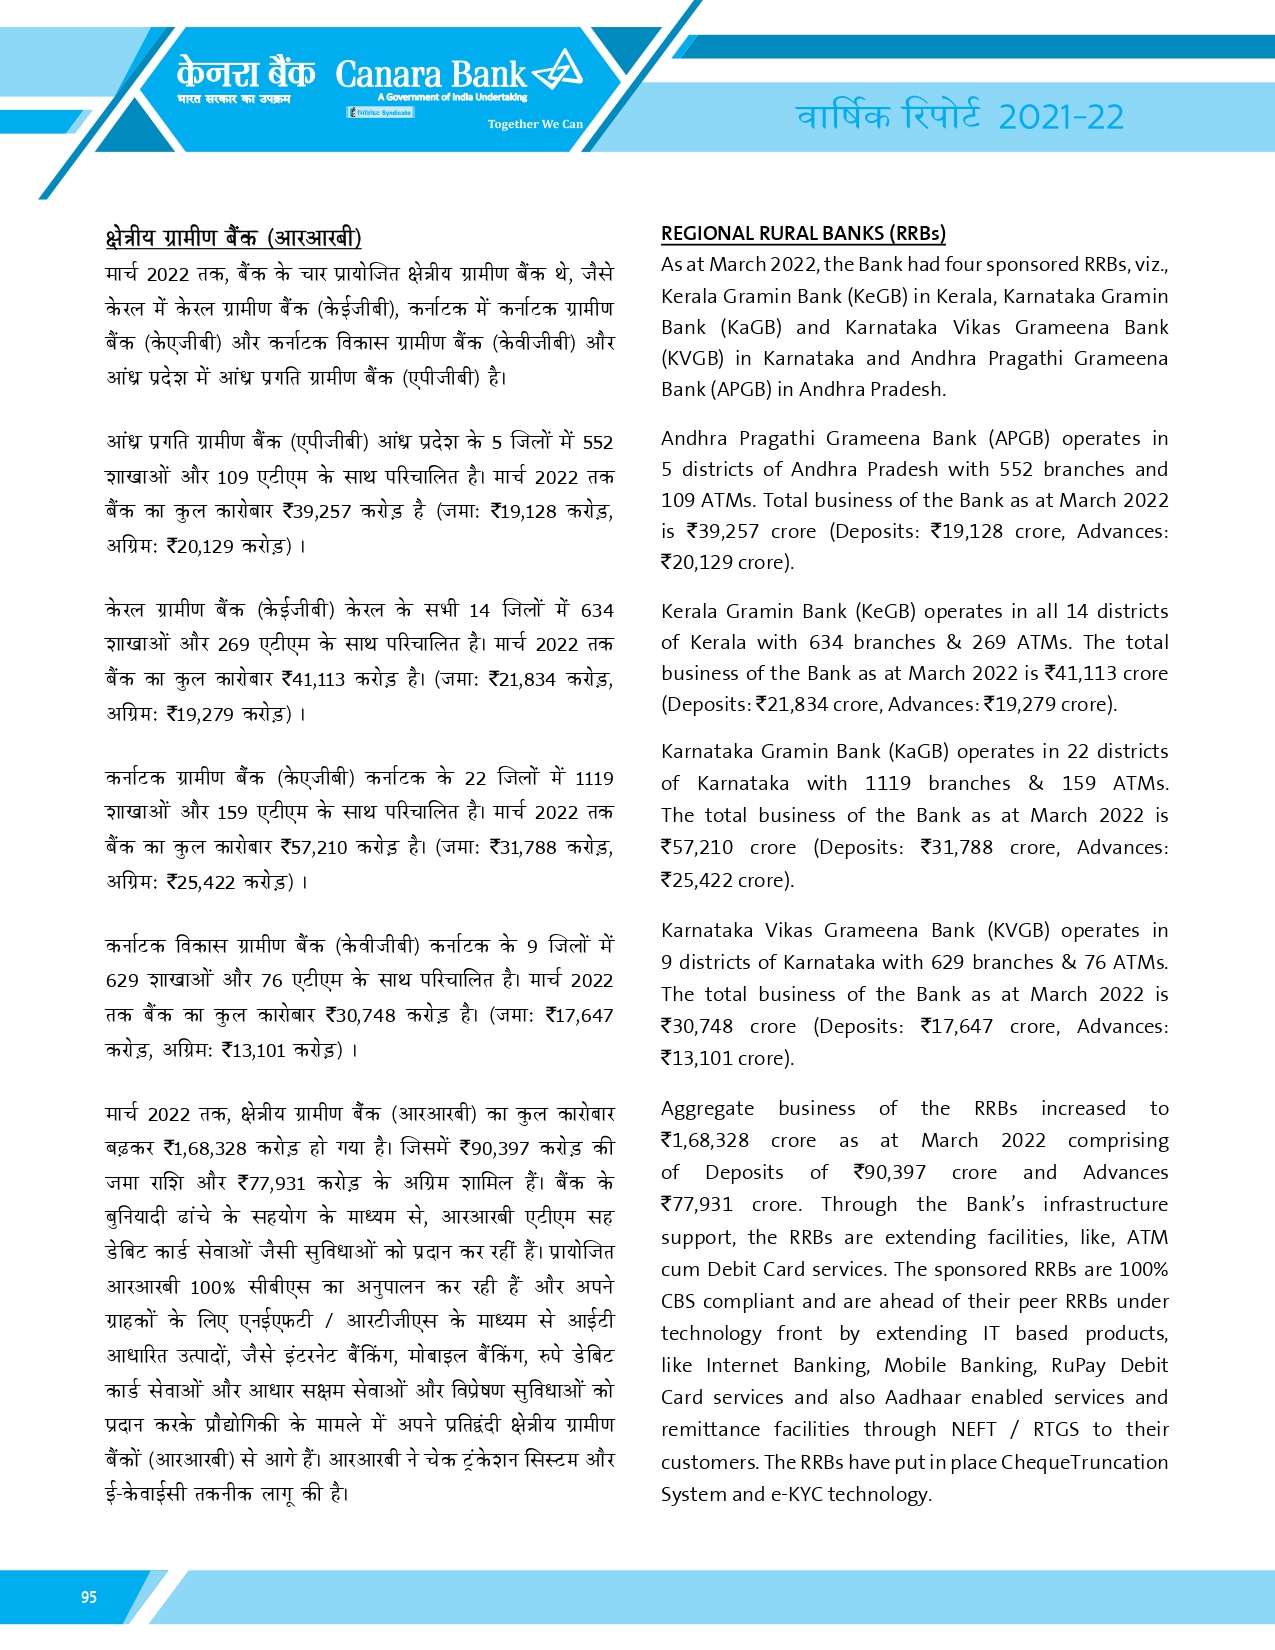 केनरा बैंक Canara Bank
भारत सरकार का उपक्रम A Government of India Undertaking
सिंडिकेट Syndicate
Together We Can
वार्षिक रिपोर्ट 2021-22
क्षेत्रीय ग्रामीण बैंक (आरआरबी)
मार्च 2022 तक, बैंक के चार प्रायोजित क्षेत्रीय ग्रामीण बैंक थे, जैसे
केरल में केरल ग्रामीण बैंक (केईजीबी), कर्नाटक में कर्नाटक ग्रामीण
बैंक (केएजीबी) और कर्नाटक विकास ग्रामीण बैंक (केवीजीबी) और
आंध्र प्रदेश में आंध्र प्रगति ग्रामीण बैंक (एपीजीबी) है।
आंध्र प्रगति ग्रामीण बैंक (एपीजीबी) आंध्र प्रदेश के 5 जिलों में 552
शाखाओं और 109 एटीएम के साथ परिचालित है। मार्च 2022 तक
बैंक का कुल कारोबार ₹39,257 करोड़ है (जमा: ₹19,128 करोड़,
अग्रिम: ₹20,129 करोड़) ।
केरल ग्रामीण बैंक (केईजीबी) केरल के सभी 14 जिलों में 634
शाखाओं और 269 एटीएम के साथ परिचालित है। मार्च 2022 तक
बैंक का कुल कारोबार ₹41,113 करोड़ है। (जमा: ₹21,834 करोड़,
अग्रिम: ₹19,279 करोड़) ।
कर्नाटक ग्रामीण बैंक (केएजीबी) कर्नाटक के 22 जिलों में 1119
शाखाओं और 159 एटीएम के साथ परिचालित है। मार्च 2022 तक
बैंक का कुल कारोबार ₹57,210 करोड़ है। (जमा: ₹31,788 करोड़,
अग्रिम: ₹25,422 करोड़) ।
कर्नाटक विकास ग्रामीण बैंक (केवीजीबी) कर्नाटक के 9 जिलों में
629 शाखाओं और 76 एटीएम के साथ परिचालित है। मार्च 2022
तक बैंक का कुल कारोबार ₹30,748 करोड़ है। (जमा: ₹17,647
करोड़, अग्रिम: ₹13,101 करोड़) ।
मार्च 2022 तक, क्षेत्रीय ग्रामीण बैंक (आरआरबी) का कुल कारोबार
बढ़कर ₹1,68,328 करोड़ हो गया है। जिसमें ₹90,397 करोड़ की
जमा राशि और ₹77,931 करोड़ के अग्रिम शामिल हैं। बैंक के
बुनियादी ढांचे के सहयोग के माध्यम से, आरआरबी एटीएम सह
डेबिट कार्ड सेवाओं जैसी सुविधाओं को प्रदान कर रहीं हैं। प्रायोजित
आरआरबी 100% सीबीएस का अनुपालन कर रही हैं और अपने
ग्राहकों के लिए एनईएफटी / आरटीजीएस के माध्यम से आईटी
आधारित उत्पादों, जैसे इंटरनेट बैंकिंग, मोबाइल बैंकिंग, रुपे डेबिट
कार्ड सेवाओं और आधार सक्षम सेवाओं और विप्रेषण सुविधाओं को
प्रदान करके प्रौद्योगिकी के मामले में अपने प्रतिद्वंदी क्षेत्रीय ग्रामीण
बैंकों (आरआरबी) से आगे हैं। आरआरबी ने चेक ट्रंकेशन सिस्टम और
ई-केवाईसी तकनीक लागू की है।
REGIONAL RURAL BANKS (RRBs)
As at March 2022, the Bank had four sponsored RRBs, viz.,
Kerala Gramin Bank (KeGB) in Kerala, Karnataka Gramin
Bank (KaGB) and Karnataka Vikas Grameena Bank
(KVGB) in Karnataka and Andhra Pragathi Grameena
Bank (APGB) in Andhra Pradesh.
Andhra Pragathi Grameena Bank (APGB) operates in
5 districts of Andhra Pradesh with 552 branches and
109 ATMs. Total business of the Bank as at March 2022
is ₹39,257 crore (Deposits: ₹19,128 crore, Advances:
₹20,129 crore).
Kerala Gramin Bank (KeGB) operates in all 14 districts
of Kerala with 634 branches & 269 ATMs. The total
business of the Bank as at March 2022 is ₹41,113 crore
(Deposits: ₹21,834 crore, Advances: ₹19,279 crore).
Karnataka Gramin Bank (KaGB) operates in 22 districts
of Karnataka with 1119 branches & 159 ATMs.
The total business of the Bank as at March 2022 is
₹57,210 crore (Deposits: ₹31,788 crore, Advances:
₹25,422 crore).
Karnataka Vikas Grameena Bank (KVGB) operates in
9 districts of Karnataka with 629 branches & 76 ATMs.
The total business of the Bank as at March 2022 is
₹30,748 crore (Deposits: ₹17,647 crore, Advances:
₹13,101 crore).
Aggregate business of the RRBs increased to
₹1,68,328 crore as at March 2022 comprising
of Deposits of ₹90,397 crore and Advances
₹77,931 crore. Through the Bank’s infrastructure
support, the RRBs are extending facilities, like, ATM
cum Debit Card services. The sponsored RRBs are 100%
CBS compliant and are ahead of their peer RRBs under
technology front by extending IT based products,
like Internet Banking, Mobile Banking, RuPay Debit
Card services and also Aadhaar enabled services and
remittance facilities through NEFT / RTGS to their
customers. The RRBs have put in place ChequeTruncation
System and e-KYC technology.
95